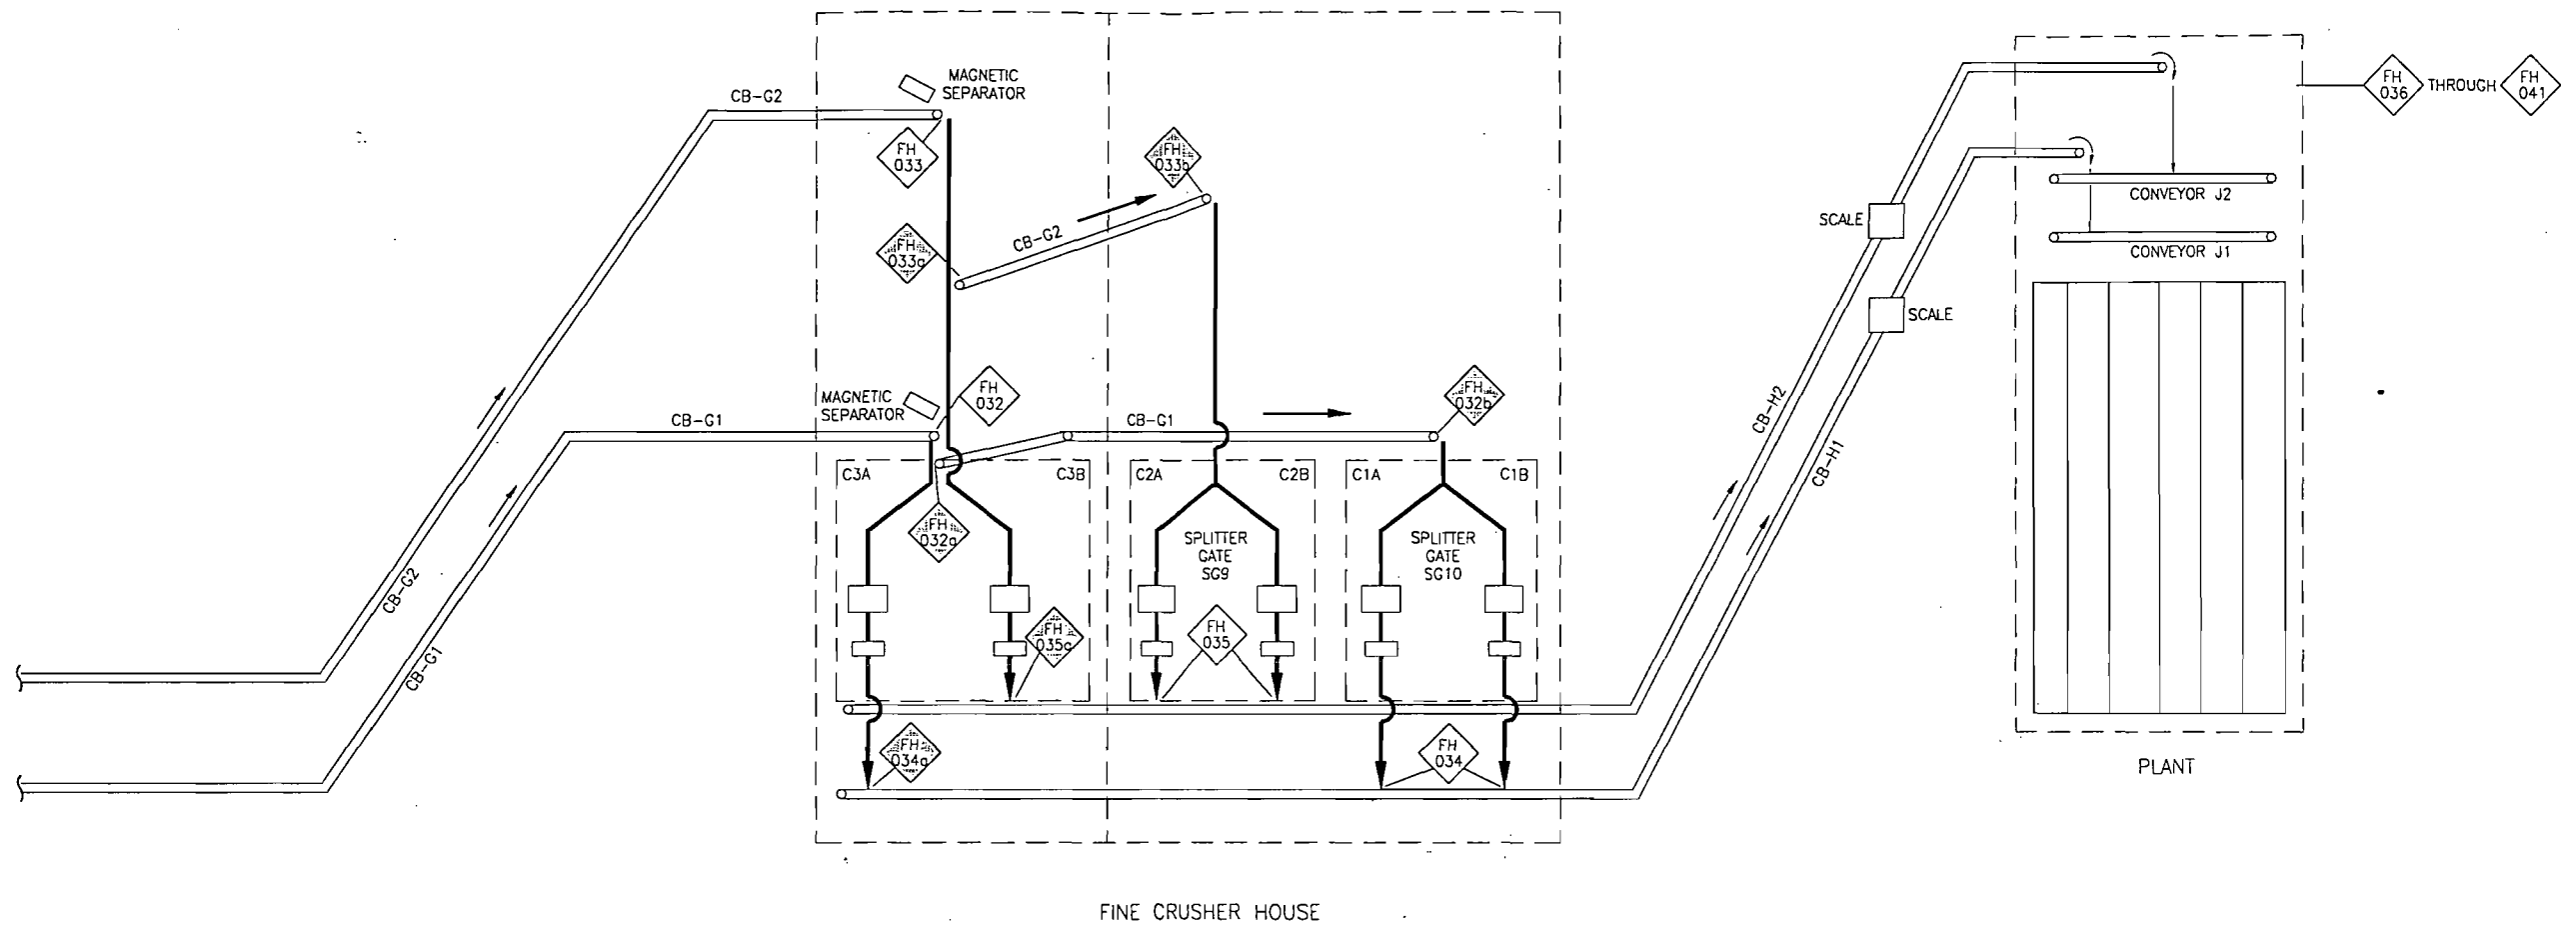 MAGNETIC
SEPARATOR
CB-G2
FH
033
FH
033b
FH
033a
CB-G2
MAGNETIC
SEPARATOR
FH
032
CB-G1
CB-G1
FH
032b
C3A
C3B
C2A
C2B
C1A
C1B
FH
032a
SPLITTER
GATE
SG9
SPLITTER
GATE
SG10
CB-G2
CB-G1
FH
035a
FH
035
FH
034a
FH
034
CB-H2
CB-H1
SCALE
SCALE
FH
036
THROUGH
FH
041
CONVEYOR J2
CONVEYOR J1
PLANT
FINE CRUSHER HOUSE